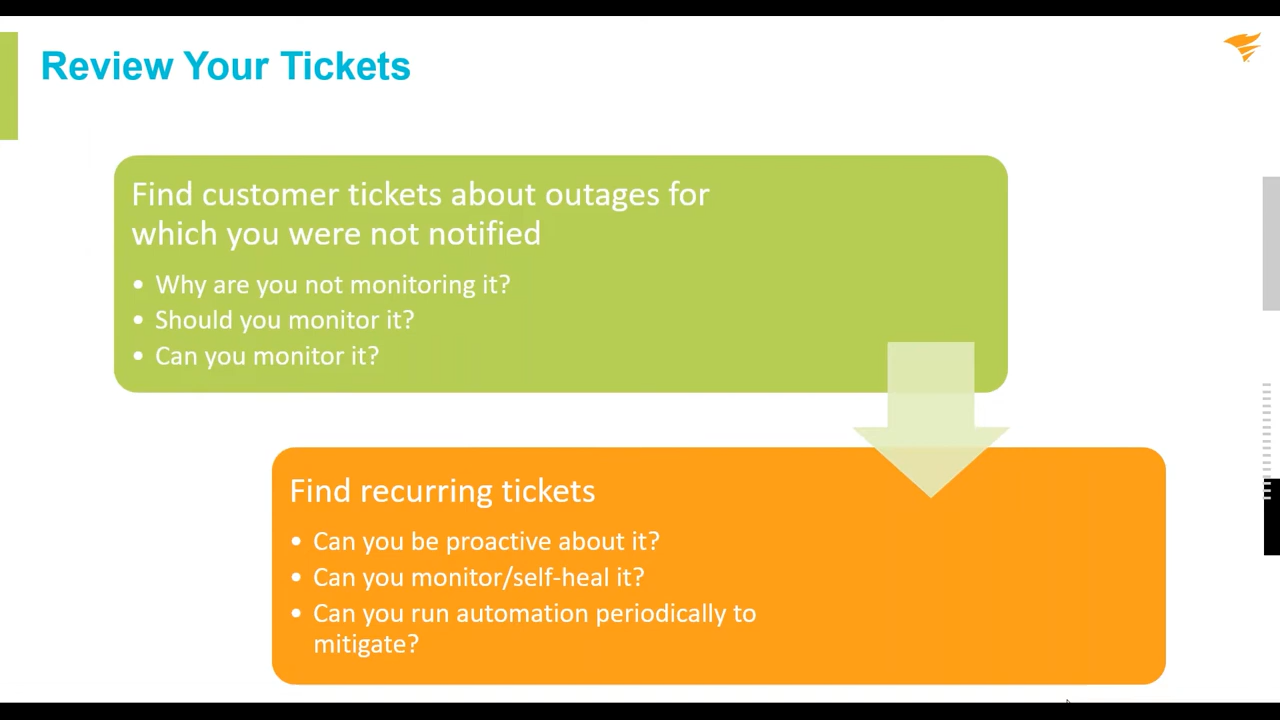 Review Your Tickets
Find customer tickets about outages for
which you were not notified
• Why are you not monitoring it?
• Should you monitor it?
• Can you monitor it?
Find recurring tickets
• Can you be proactive about it?
• Can you monitor/self-heal it?
• Can you run automation periodically to
mitigate?